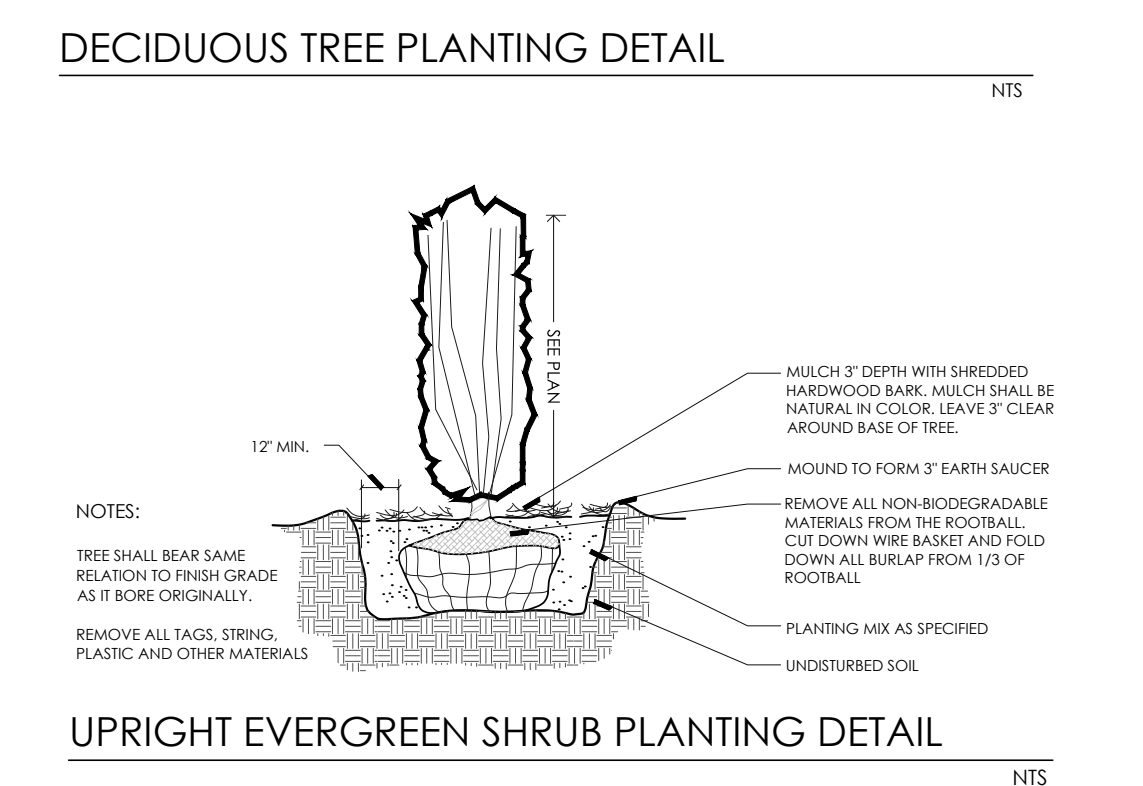 DECIDUOUS TREE PLANTING DETAIL
NTS
SEE PLAN
MULCH 3" DEPTH WITH SHREDDED
HARDWOOD BARK. MULCH SHALL BE
NATURAL IN COLOR. LEAVE 3" CLEAR
AROUND BASE OF TREE.
12" MIN.
MOUND TO FORM 3" EARTH SAUCER
REMOVE ALL NON-BIODEGRADABLE
MATERIALS FROM THE ROOTBALL.
CUT DOWN WIRE BASKET AND FOLD
DOWN ALL BURLAP FROM 1/3 OF
ROOTBALL
NOTES:
TREE SHALL BEAR SAME
RELATION TO FINISH GRADE
AS IT BORE ORIGINALLY.
REMOVE ALL TAGS, STRING,
PLASTIC AND OTHER MATERIALS
PLANTING MIX AS SPECIFIED
UNDISTURBED SOIL
UPRIGHT EVERGREEN SHRUB PLANTING DETAIL
NTS